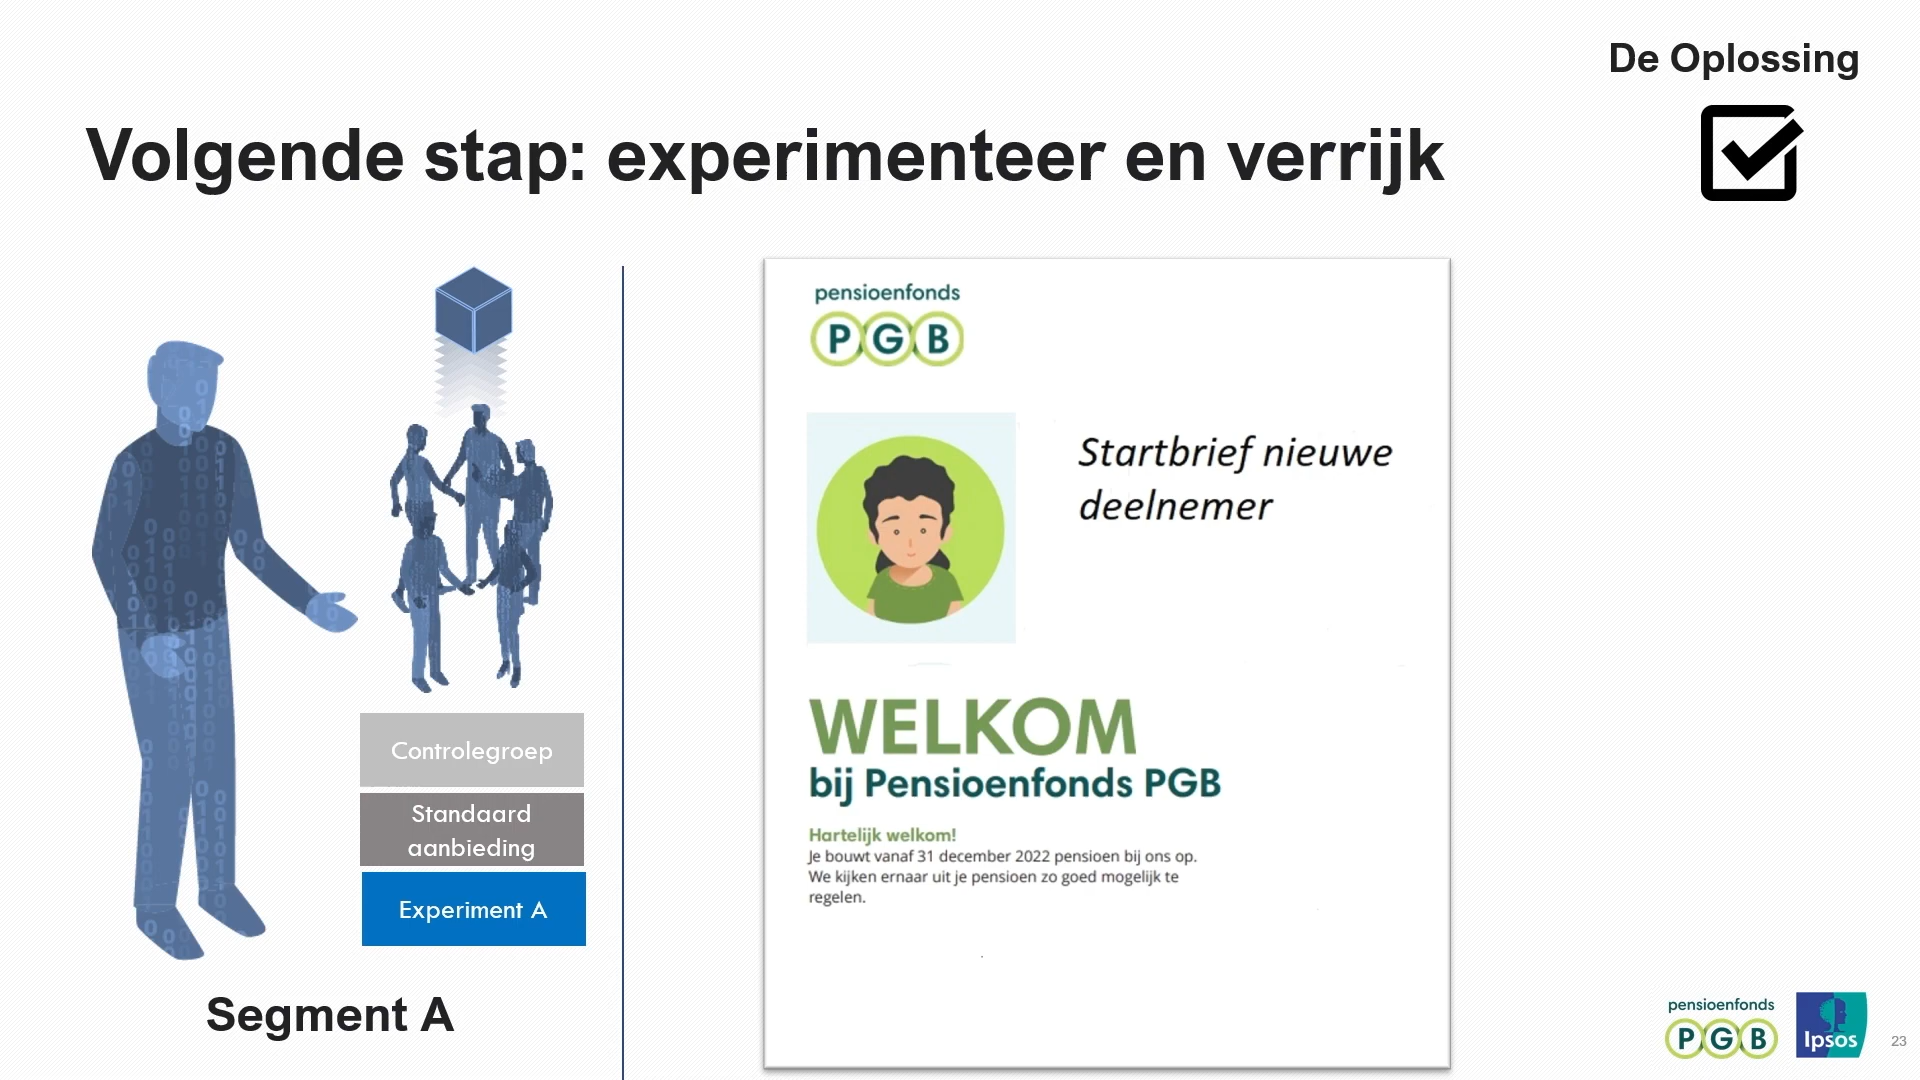 De Oplossing
Volgende stap: experimenteer en verrijk
Controlegroep
Standaard
aanbieding
Experiment A
Segment A
pensioenfonds
PGB
Startbrief nieuwe
deelnemer
WELKOM
bij Pensioenfonds PGB
Hartelijk welkom!
Je bouwt vanaf 31 december 2022 pensioen bij ons op.
We kijken ernaar uit je pensioen zo goed mogelijk te
regelen.
pensioenfonds
PGB
Ipsos
23